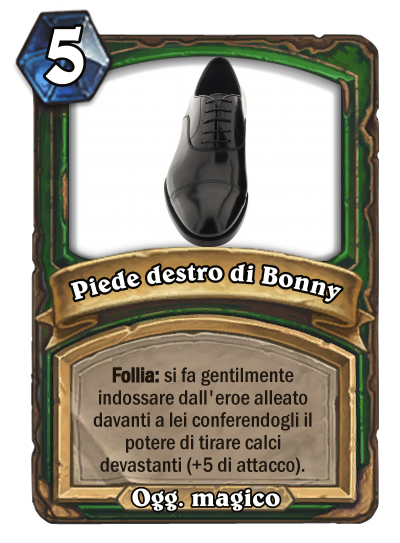 5
Piede destro di Bonny
Follia: si fa gentilmente
indossare dall'eroe alleato
davanti a lei conferendogli il
potere di tirare calci
devastanti (+5 di attacco).
Ogg. magico